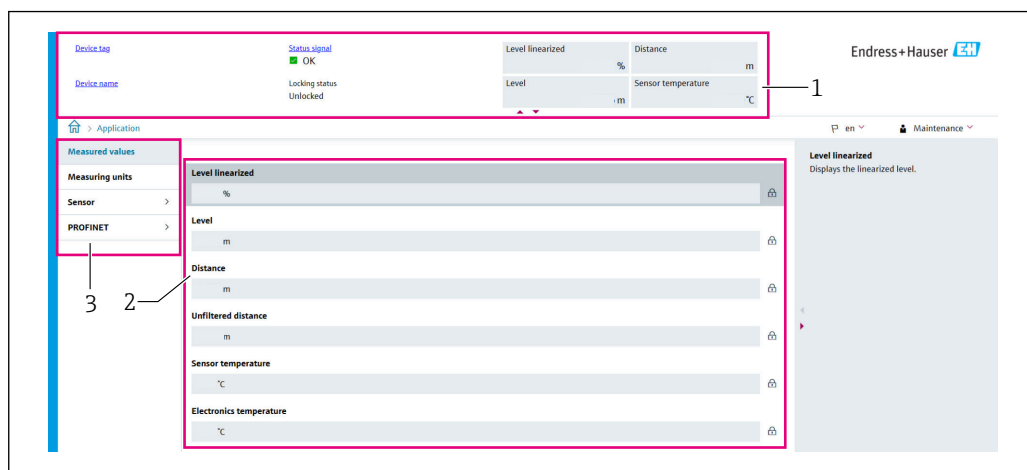 Device tag
Status signal
Level linearized
Distance
Endress+Hauser EH
OK
%
m
Device name
Locking status
Level
Sensor temperature
1
Unlocked
m
°C
> Application
en
Maintenance
Measured values
Level linearized
Displays the linearized level.
Measuring units
Level linearized
%
Sensor >
Level
PROFINET >
m
Distance
3
2
m
Unfiltered distance
m
Sensor temperature
°C
Electronics temperature
°C